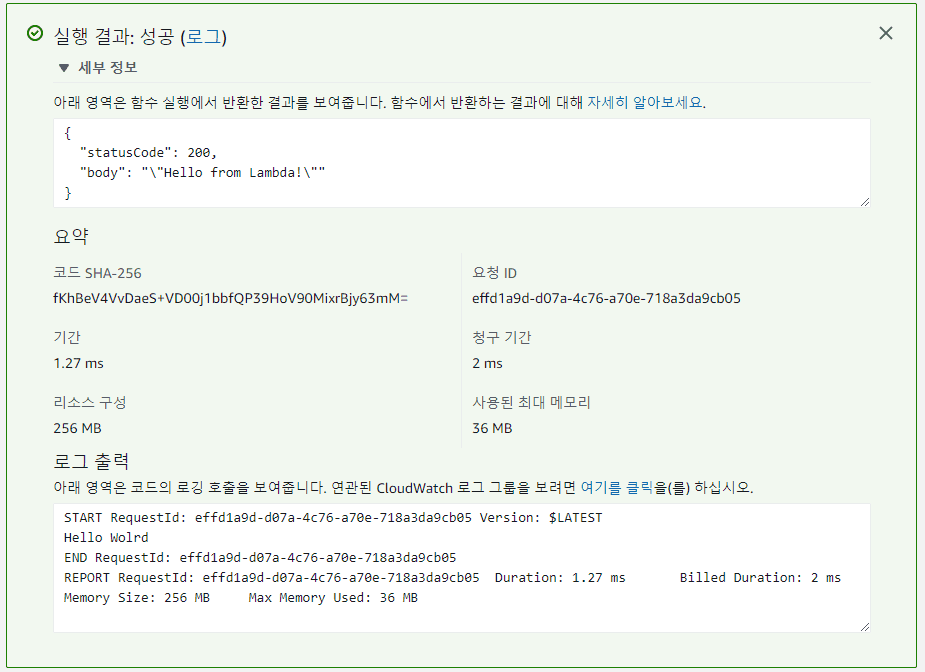 실행 결과: 성공 (로그)
▼ 세부 정보
아래 영역은 함수 실행에서 반환한 결과를 보여줍니다. 함수에서 반환하는 결과에 대해 자세히 알아보세요.
{
  "statusCode": 200,
  "body": "\"Hello from Lambda!\""
}
요약
코드 SHA-256
fKhBeV4VvDaeS+VD00j1bbfQP39HoV90MixrBjy63mM=
요청 ID
effd1a9d-d07a-4c76-a70e-718a3da9cb05
기간
1.27 ms
청구 기간
2 ms
리소스 구성
256 MB
사용된 최대 메모리
36 MB
로그 출력
아래 영역은 코드의 로깅 호출을 보여줍니다. 연관된 CloudWatch 로그 그룹을 보려면 여기를 클릭을(를) 하십시오.
START RequestId: effd1a9d-d07a-4c76-a70e-718a3da9cb05 Version: $LATEST
Hello Wolrd
END RequestId: effd1a9d-d07a-4c76-a70e-718a3da9cb05
REPORT RequestId: effd1a9d-d07a-4c76-a70e-718a3da9cb05  Duration: 1.27 ms       Billed Duration: 2 ms
Memory Size: 256 MB     Max Memory Used: 36 MB